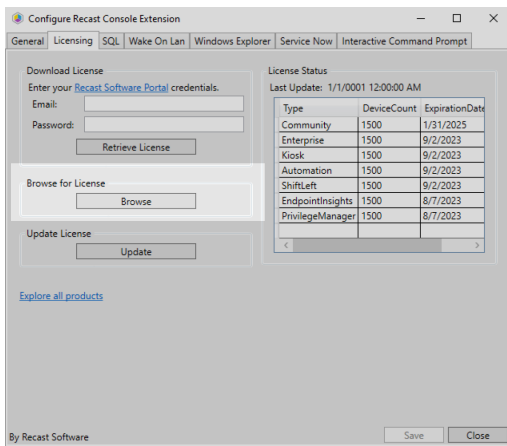 Configure Recast Console Extension
General Licensing SQL Wake On Lan Windows Explorer Service Now Interactive Command Prompt
Download License
Enter your Recast Software Portal credentials.
Email:
Password:
Retrieve License
Browse for License
Browse
Update License
Update
Explore all products
License Status
Last Update: 1/1/0001 12:00:00 AM
Type DeviceCount ExpirationDate
Community 1500 1/31/2025
Enterprise 1500 9/2/2023
Kiosk 1500 9/2/2023
Automation 1500 9/2/2023
ShiftLeft 1500 9/2/2023
EndpointInsights 1500 8/7/2023
PrivilegeManager 1500 8/7/2023
By Recast Software
Save Close